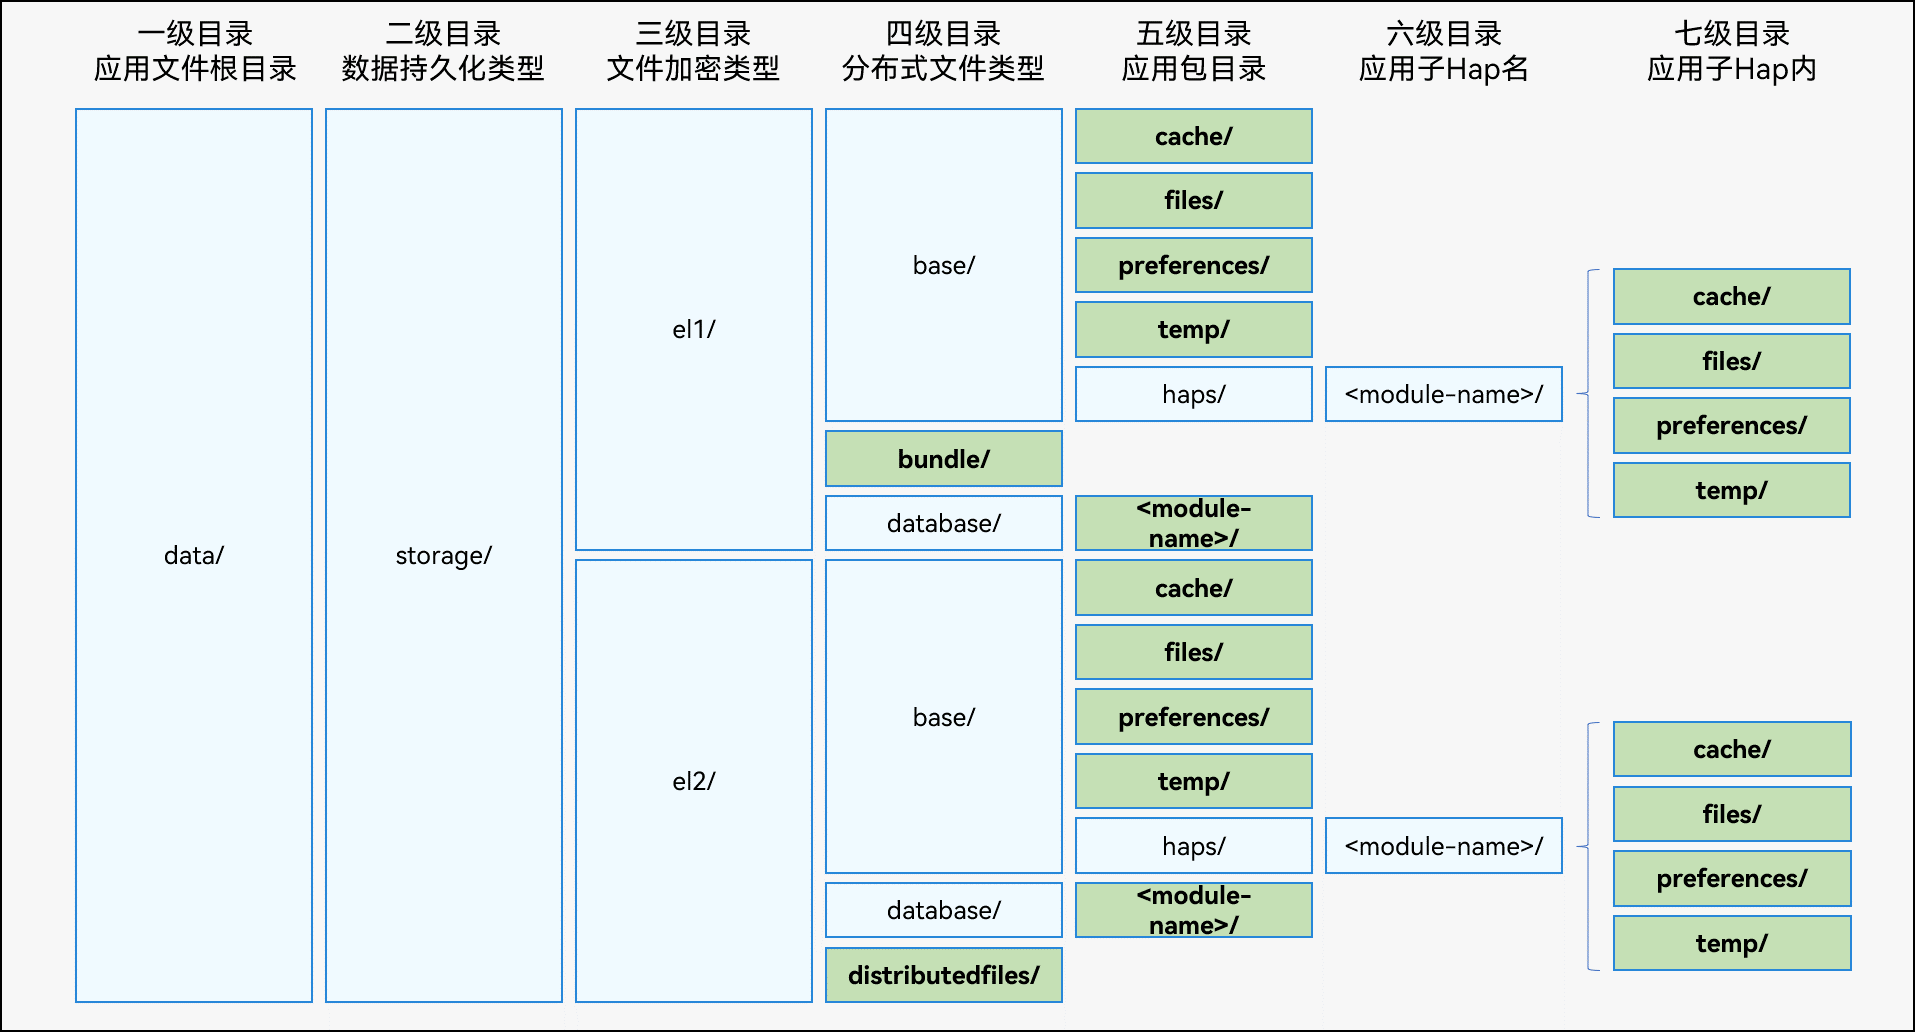 一级目录
应用文件根目录
二级目录
数据持久化类型
三级目录
文件加密类型
四级目录
分布式文件类型
五级目录
应用包目录
六级目录
应用子Hap名
七级目录
应用子Hap内
data/
storage/
el1/
base/
cache/
files/
preferences/
temp/
haps/
<module-name>/
cache/
files/
preferences/
temp/
bundle/
database/
<module-
name>/
el2/
base/
cache/
files/
preferences/
temp/
haps/
<module-name>/
cache/
files/
preferences/
temp/
database/
<module-
name>/
distributedfiles/